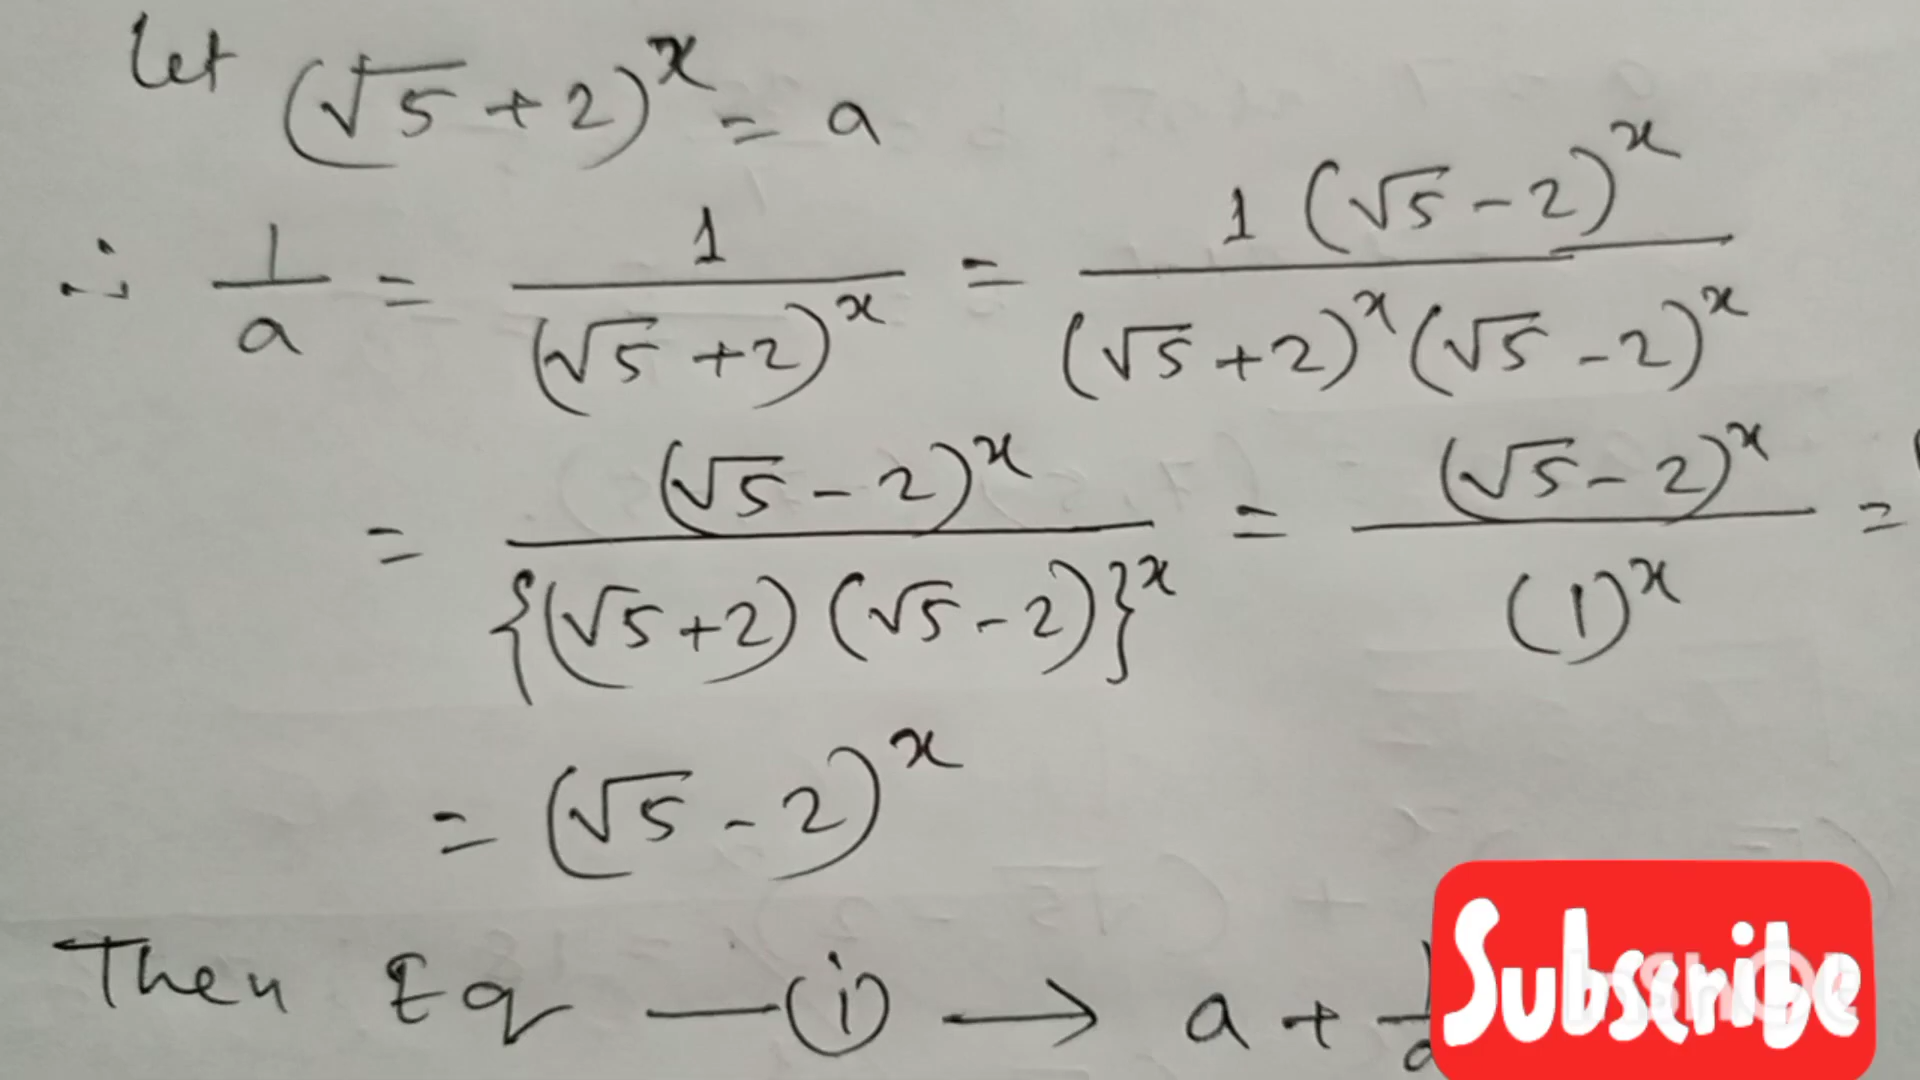 Let (√5+2)^x = a
∴ 1/a = 1/(√5+2)^x = 1(√5-2)^x/(√5+2)^x(√5-2)^x
= (√5-2)^x/{(√5+2)(√5-2)}^x = (√5-2)^x/(1)^x =
= (√5-2)^x
Then Eq —(i) → a +
Subscribe